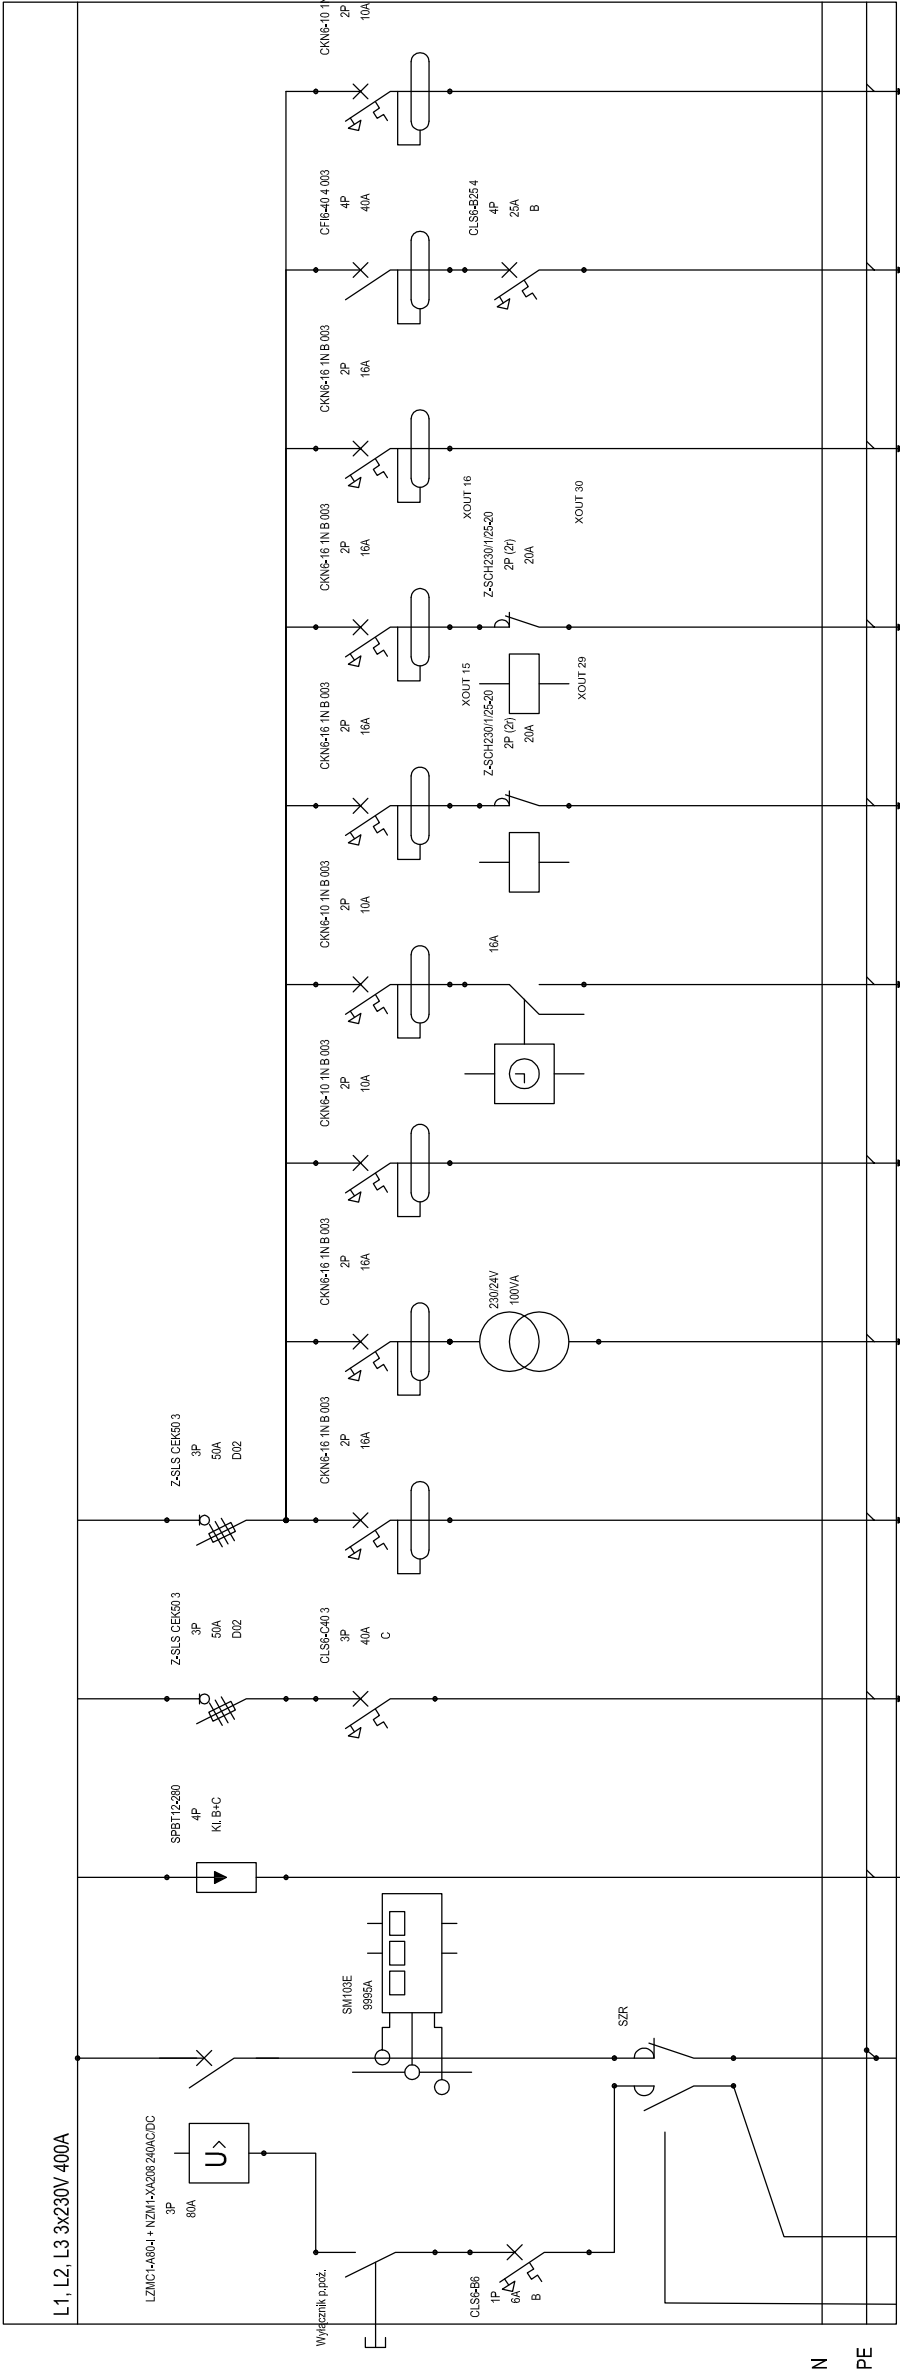 L1, L2, L3 3x230V 400A
LZMC1-A80-I + NZM1-XA208 240AC/DC
3P
80A
U>
Wyłącznik p.poż.
CLS6-B6
1P
6A
B
SM103E
9995A
SZR
SPBT12-280
4P
Kl. B+C
Z-SLS CEK50 3
3P
50A
D02
CLS6-C40 3
3P
40A
C
Z-SLS CEK50 3
3P
50A
D02
CKN6-16 1N B 003
2P
16A
CKN6-16 1N B 003
2P
16A
230/24V
100VA
CKN6-10 1N B 003
2P
10A
CKN6-10 1N B 003
2P
10A
16A
CKN6-16 1N B 003
2P
16A
Z-SCH230/1/25-20
2P (2r)
20A
XOUT 15
XOUT 29
CKN6-16 1N B 003
2P
16A
Z-SCH230/1/25-20
2P (2r)
20A
XOUT 16
XOUT 30
CKN6-16 1N B 003
2P
16A
CFI6-40 4 003
4P
40A
CLS6-B25 4
4P
25A
B
CKN6-10 1N
2P
10A
N
PE